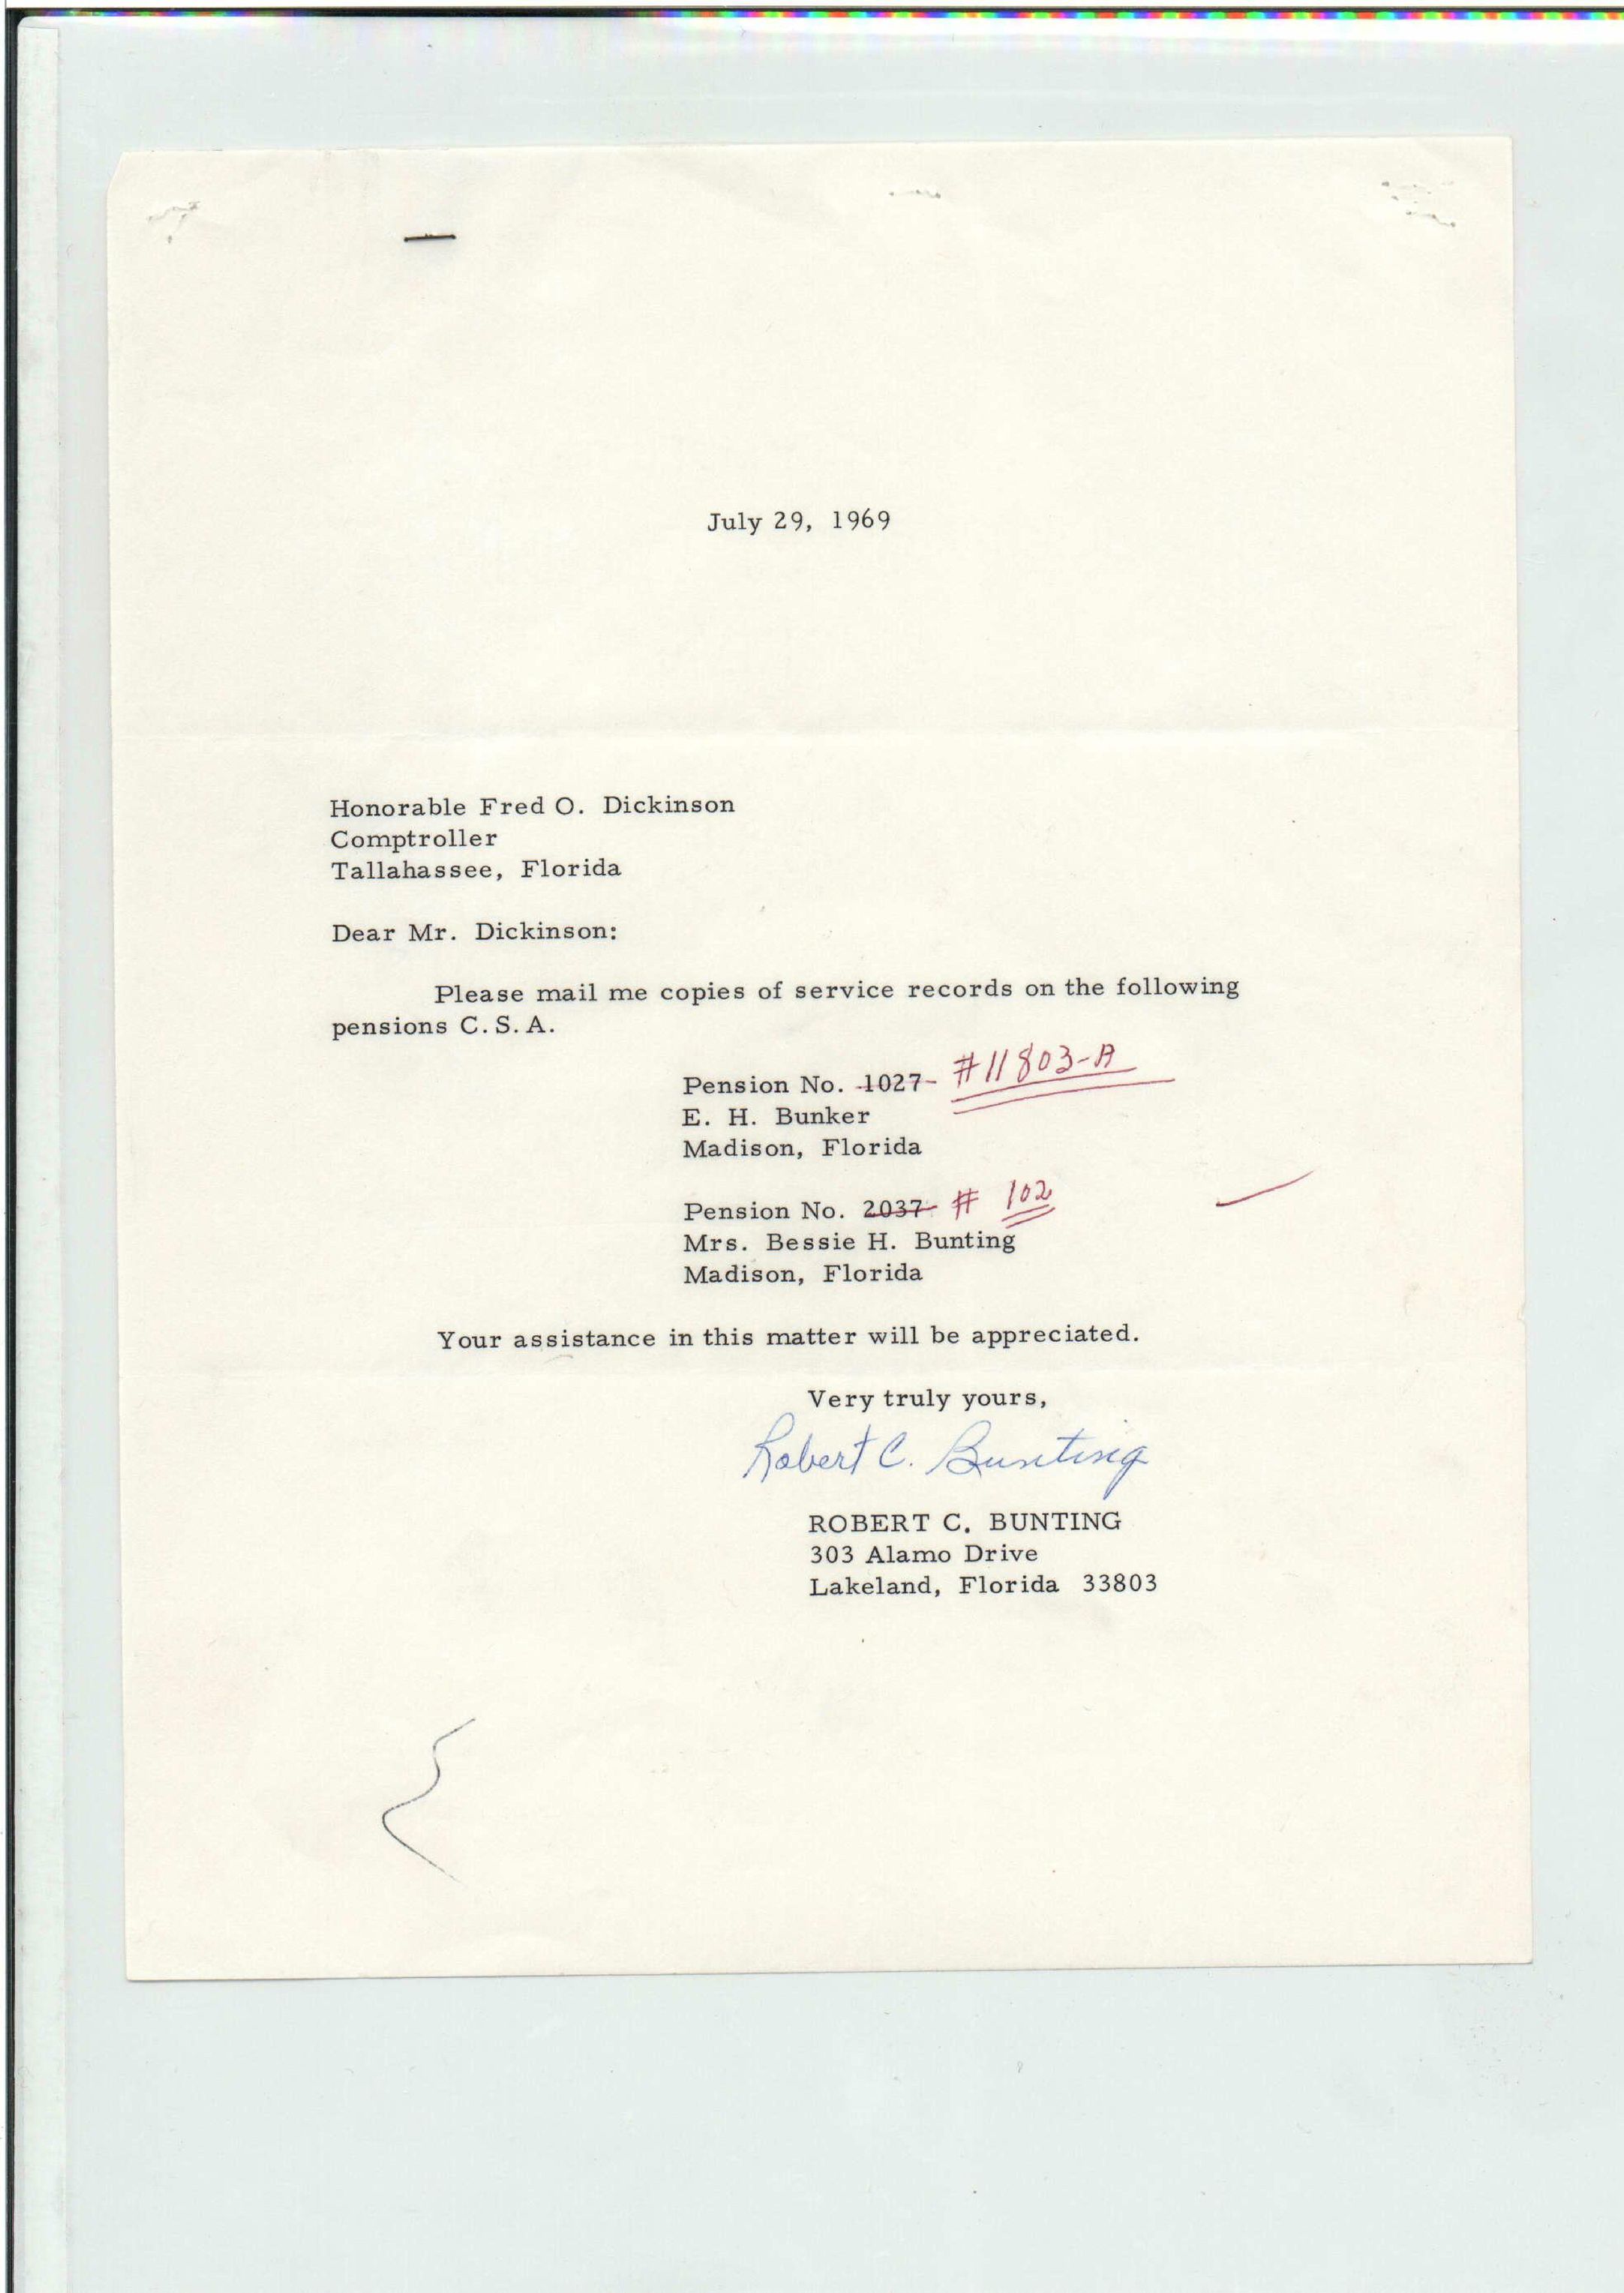 July 29, 1969
Honorable Fred O. Dickinson
Comptroller
Tallahassee, Florida
Dear Mr. Dickinson:
Please mail me copies of service records on the following
pensions C.S.A.
Pension No. 1027 #11803-A
E. H. Bunker
Madison, Florida
Pension No. 2037 # 102
Mrs. Bessie H. Bunting
Madison, Florida
Your assistance in this matter will be appreciated.
Very truly yours,
Robert C. Bunting
ROBERT C. BUNTING
303 Alamo Drive
Lakeland, Florida 33803